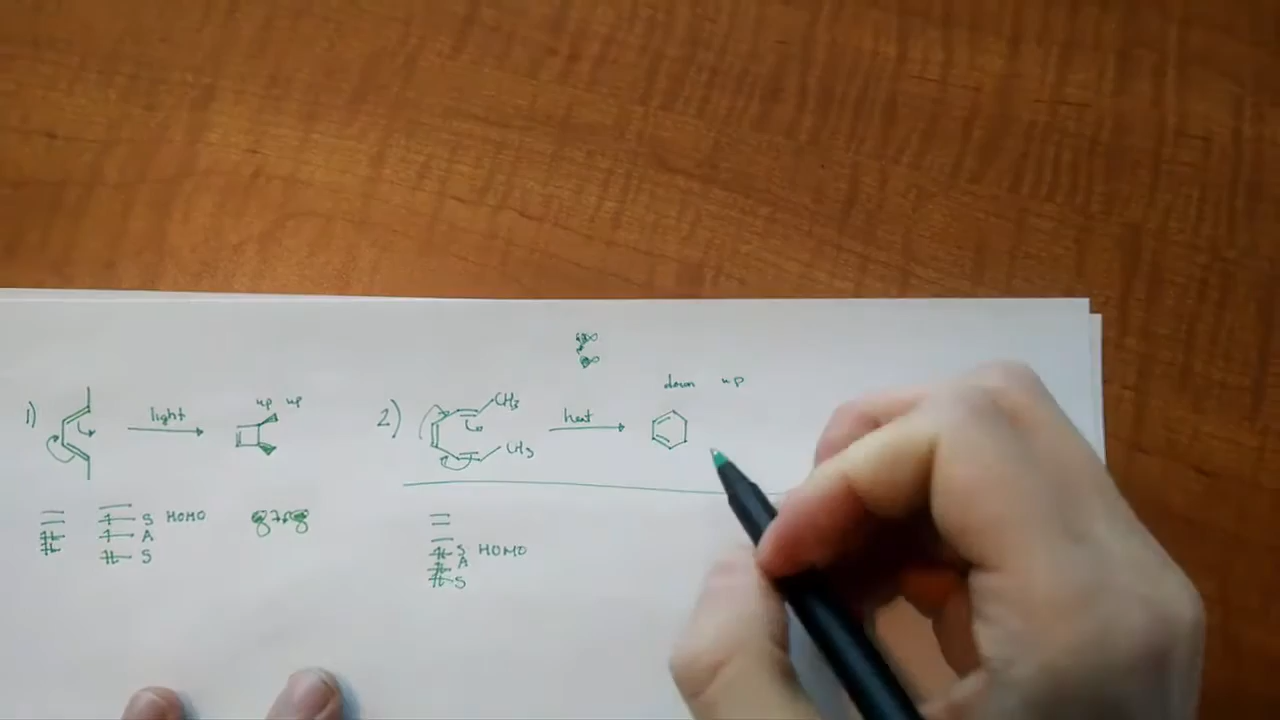 1)
light
up up
S HOMO
A
S
2)
CH3
CH3
heat
down up
S HOMO
A
S